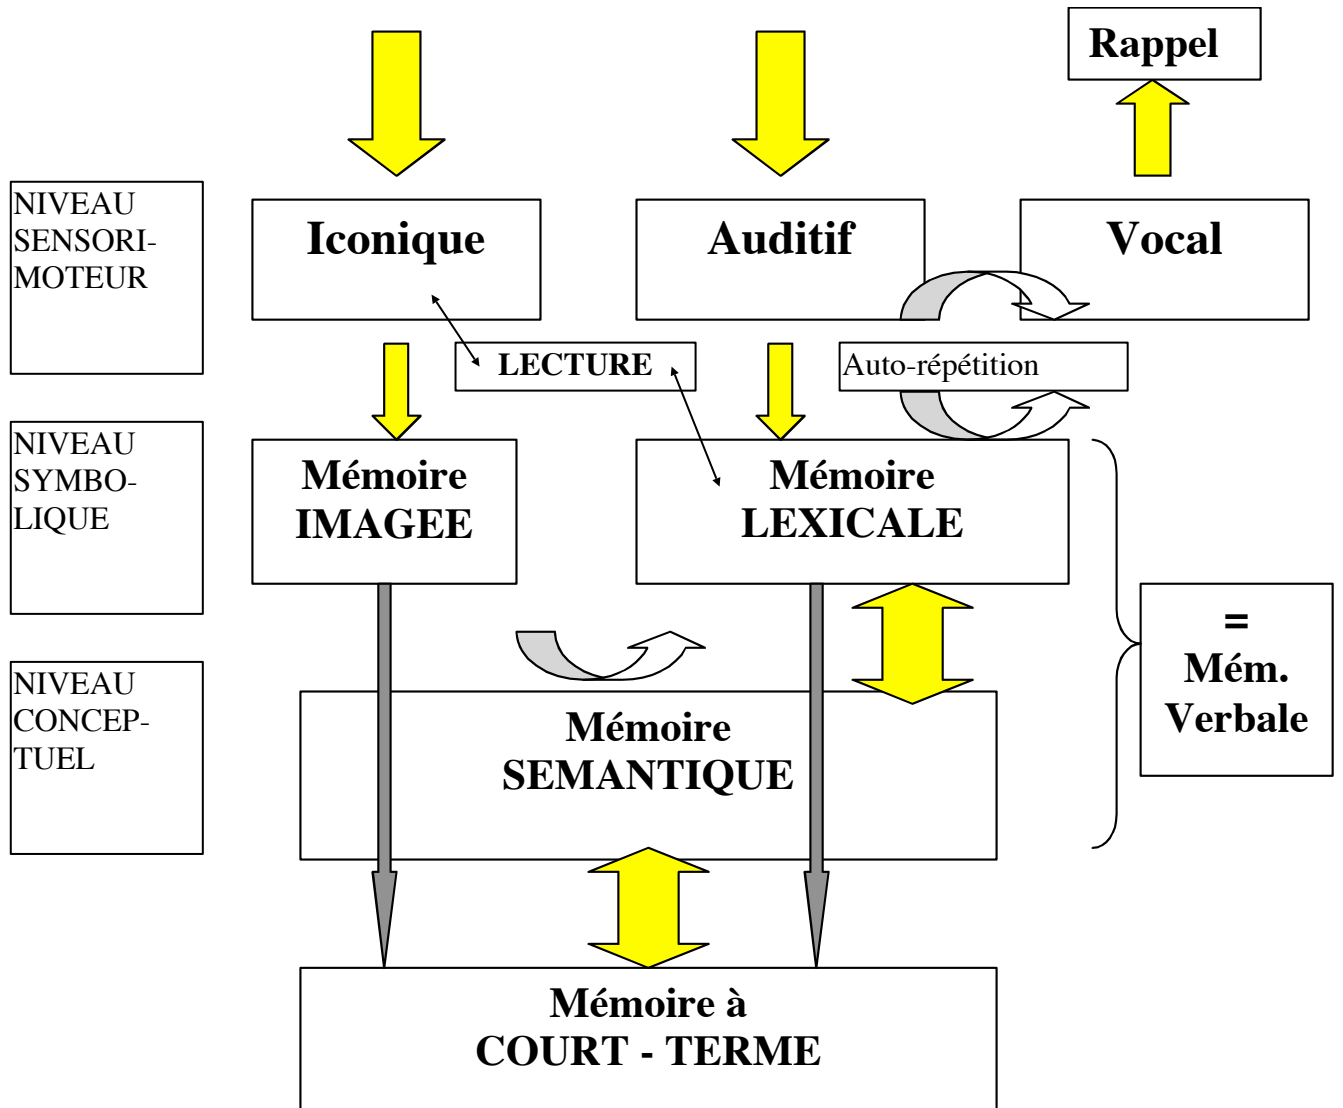 Rappel
NIVEAU
SENSORI-
MOTEUR
Iconique
Auditif
Vocal
LECTURE
Auto-répétition
NIVEAU
SYMBO-
LIQUE
Mémoire
IMAGEE
Mémoire
LEXICALE
=
Mém.
Verbale
NIVEAU
CONCEP-
TUEL
Mémoire
SEMANTIQUE
Mémoire à
COURT - TERME